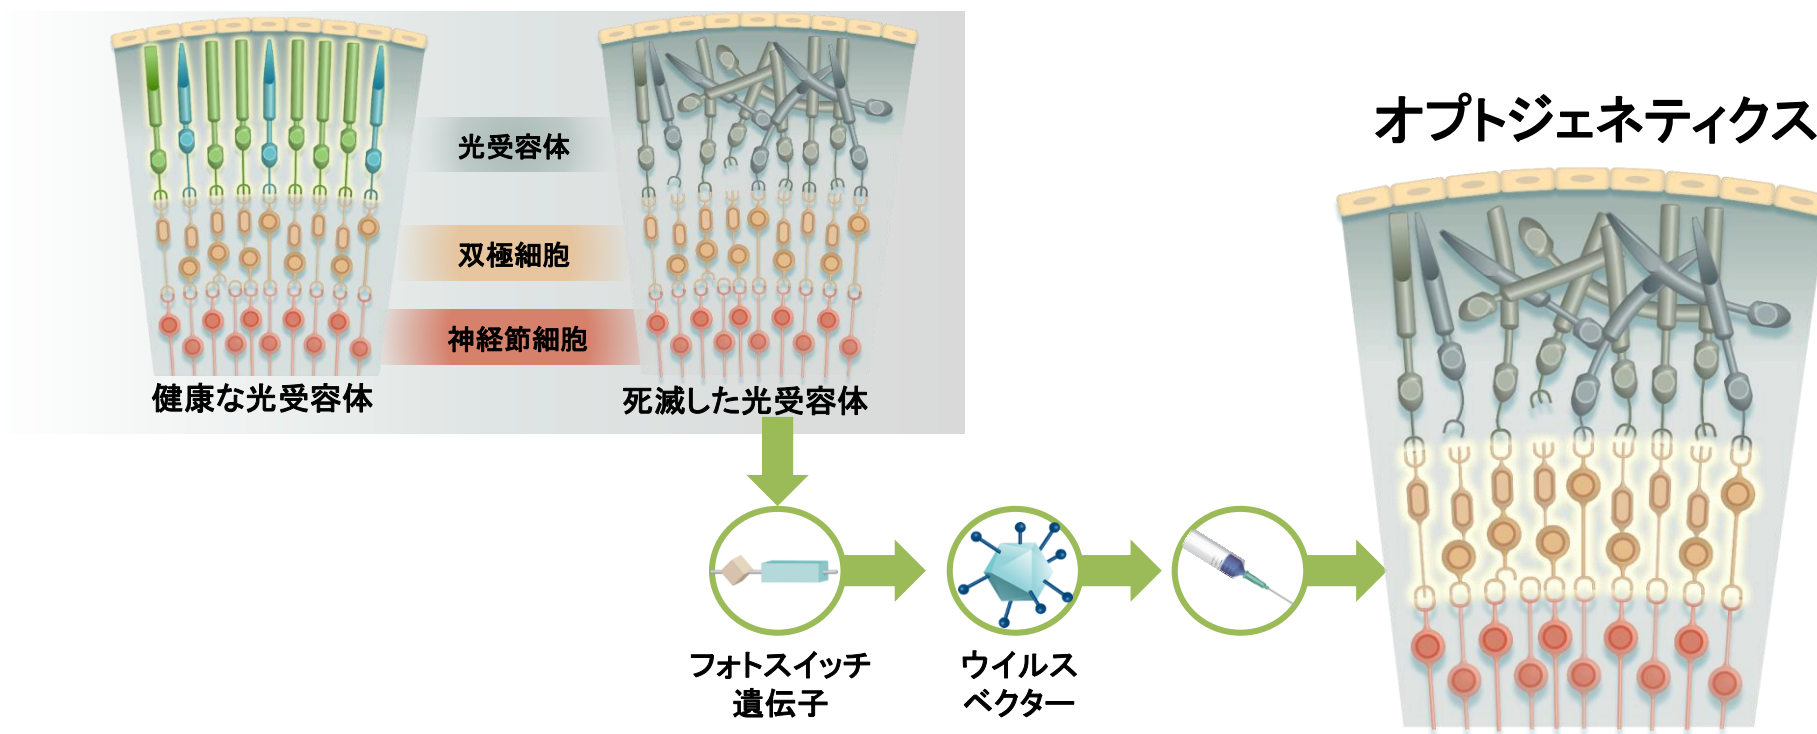 オプトジェネティクス
光受容体
双極細胞
神経節細胞
健康な光受容体
死滅した光受容体
フォトスイッチ
遺伝子
ウイルス
ベクター